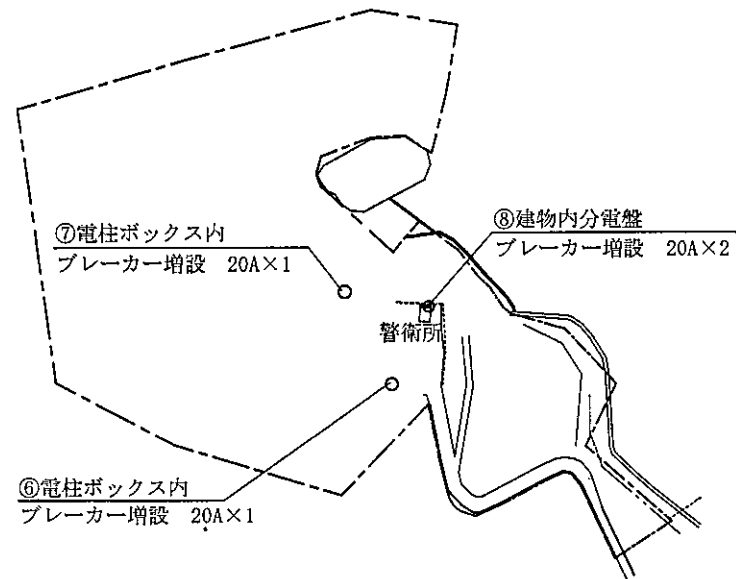 ⑦電柱ボックス内
ブレーカー増設 20A×1
⑧建物内分電盤
ブレーカー増設 20A×2
警衛所
⑥電柱ボックス内
ブレーカー増設 20A×1